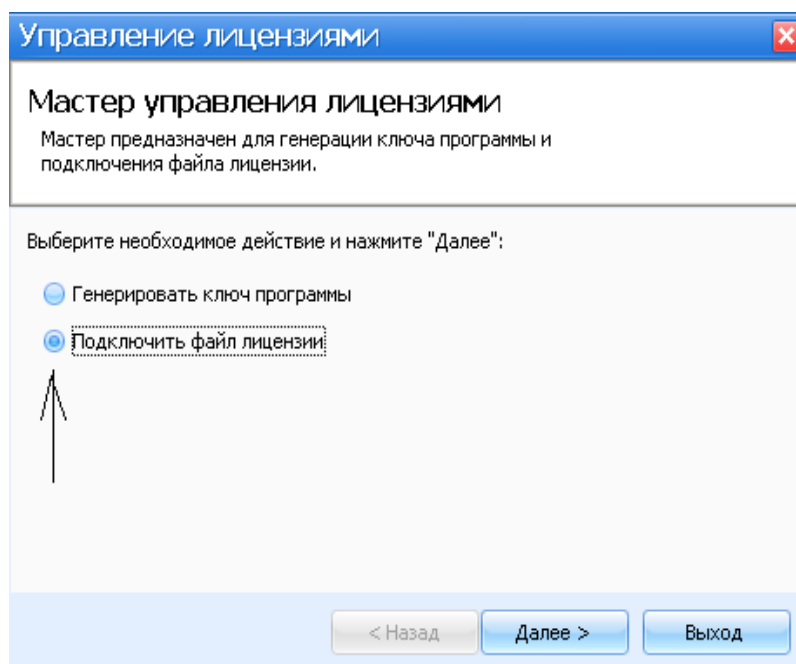 Управление лицензиями
Мастер управления лицензиями
Мастер предназначен для генерации ключа программы и
подключения файла лицензии.
Выберите необходимое действие и нажмите "Далее":
Генерировать ключ программы
Подключить файл лицензии
< Назад
Далее >
Выход